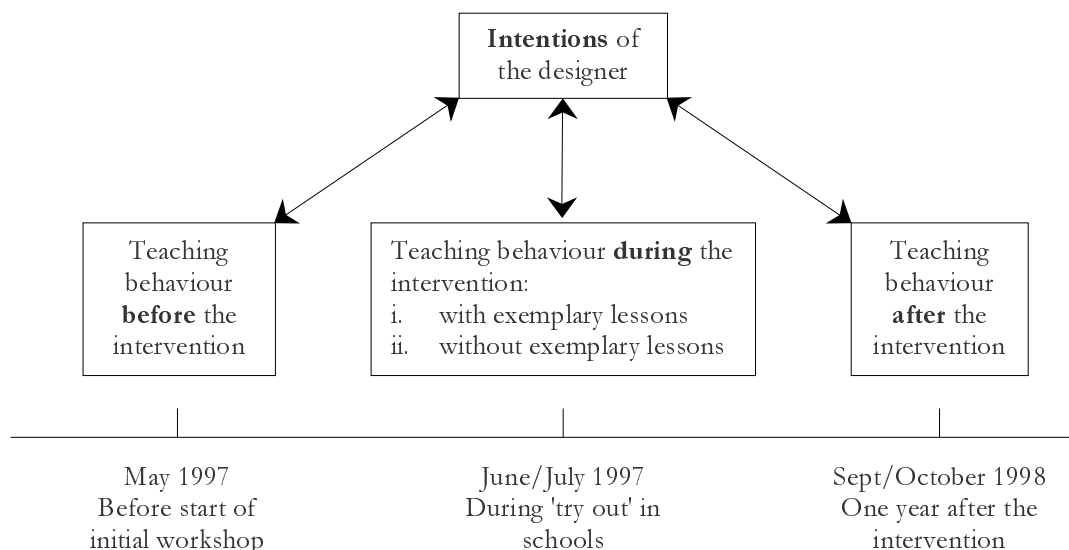 Intentions of
the designer
Teaching
behaviour
before the
intervention
Teaching behaviour during the
intervention:
i. with exemplary lessons
ii. without exemplary lessons
Teaching
behaviour
after the
intervention
May 1997
Before start of
initial workshop
June/July 1997
During 'try out' in
schools
Sept/October 1998
One year after the
intervention